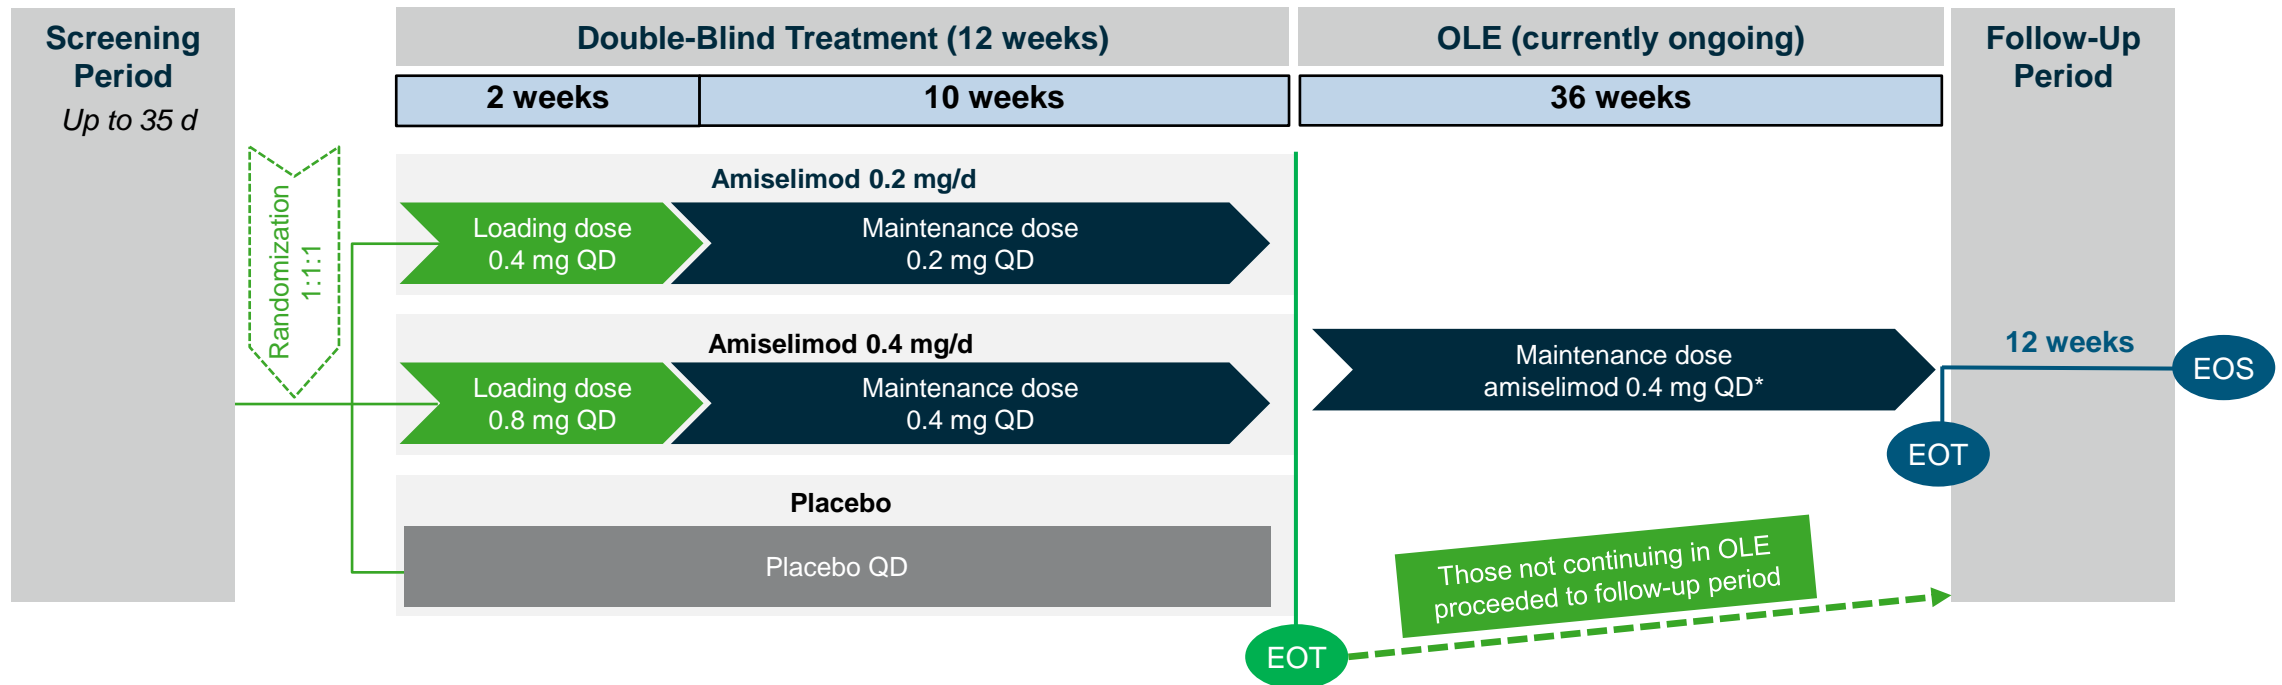 Screening
Period
Up to 35 d
Double-Blind Treatment (12 weeks)
OLE (currently ongoing)
Follow-Up
Period
2 weeks
10 weeks
36 weeks
Randomization
1:1:1
Amiselimod 0.2 mg/d
Loading dose
0.4 mg QD
Maintenance dose
0.2 mg QD
Amiselimod 0.4 mg/d
Loading dose
0.8 mg QD
Maintenance dose
0.4 mg QD
Maintenance dose
amiselimod 0.4 mg QD*
12 weeks
EOS
EOT
Placebo
Placebo QD
Those not continuing in OLE
proceeded to follow-up period
EOT